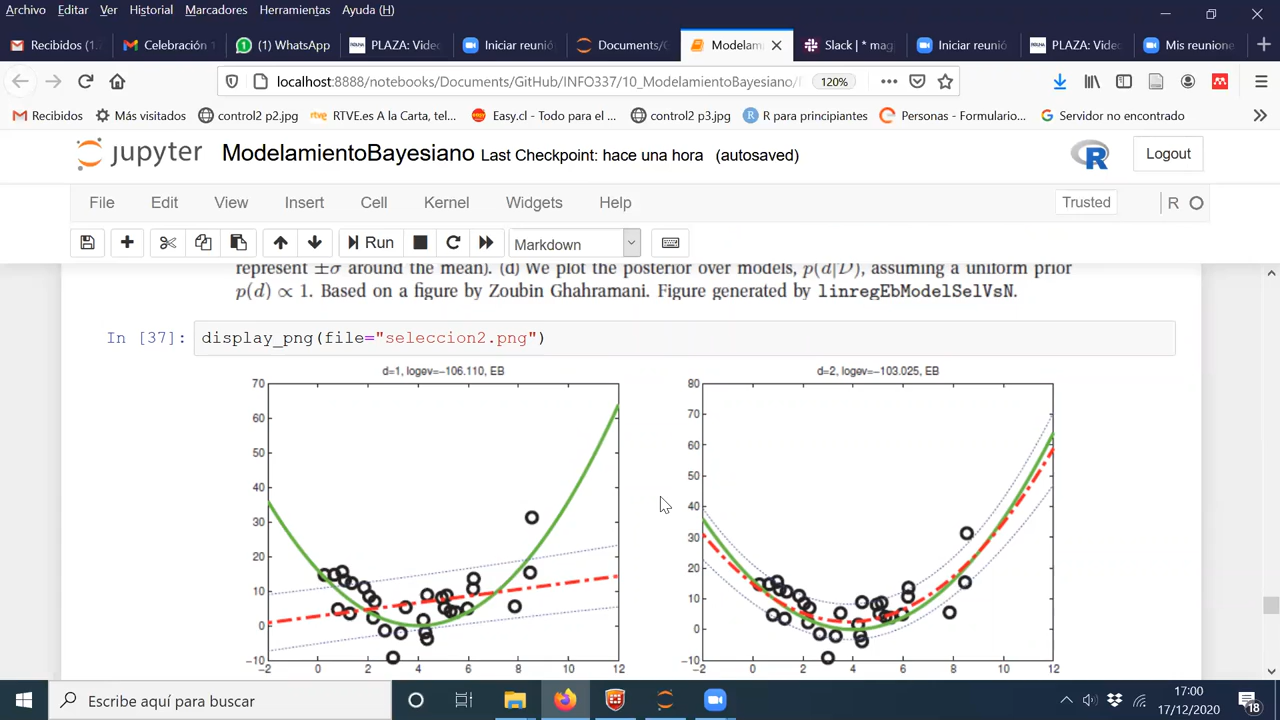 Archivo Editar Ver Historial Marcadores Herramientas Ayuda (H)
Recibidos (1. Celebración 1 (1) WhatsApp PLAZA: Vide Iniciar reunió Documents/ Modelam Slack | * mag Iniciar reunió PLAZA: Vide Mis reunione
localhost:8888/notebooks/Documents/GitHub/INFO337/10_ModelamientoBayesiano/ 120%
Recibidos Más visitados control2 p2.jpg RTVE.es A la Carta, tel... Easy.cl - Todo para el ... control2 p3.jpg R para principiantes Personas - Formulario... Servidor no encontrado
jupyter ModelamientoBayesiano Last Checkpoint: hace una hora (autosaved) R Logout
File Edit View Insert Cell Kernel Widgets Help Trusted R
Run Markdown
represent ±σ around the mean). (d) We plot the posterior over models, p(d|D), assuming a uniform prior
p(d) ∝ 1. Based on a figure by Zoubin Ghahramani. Figure generated by linregEbModelSelVsN.
In [37]: display_png(file="seleccion2.png")
d=1, logev=−106.110, EB
70
60
50
40
30
20
10
0
−10
−2 0 2 4 6 8 10 12
d=2, logev=−103.025, EB
80
70
60
50
40
30
20
10
0
−10
−2 0 2 4 6 8 10 12
Escribe aquí para buscar
17:00
17/12/2020
18